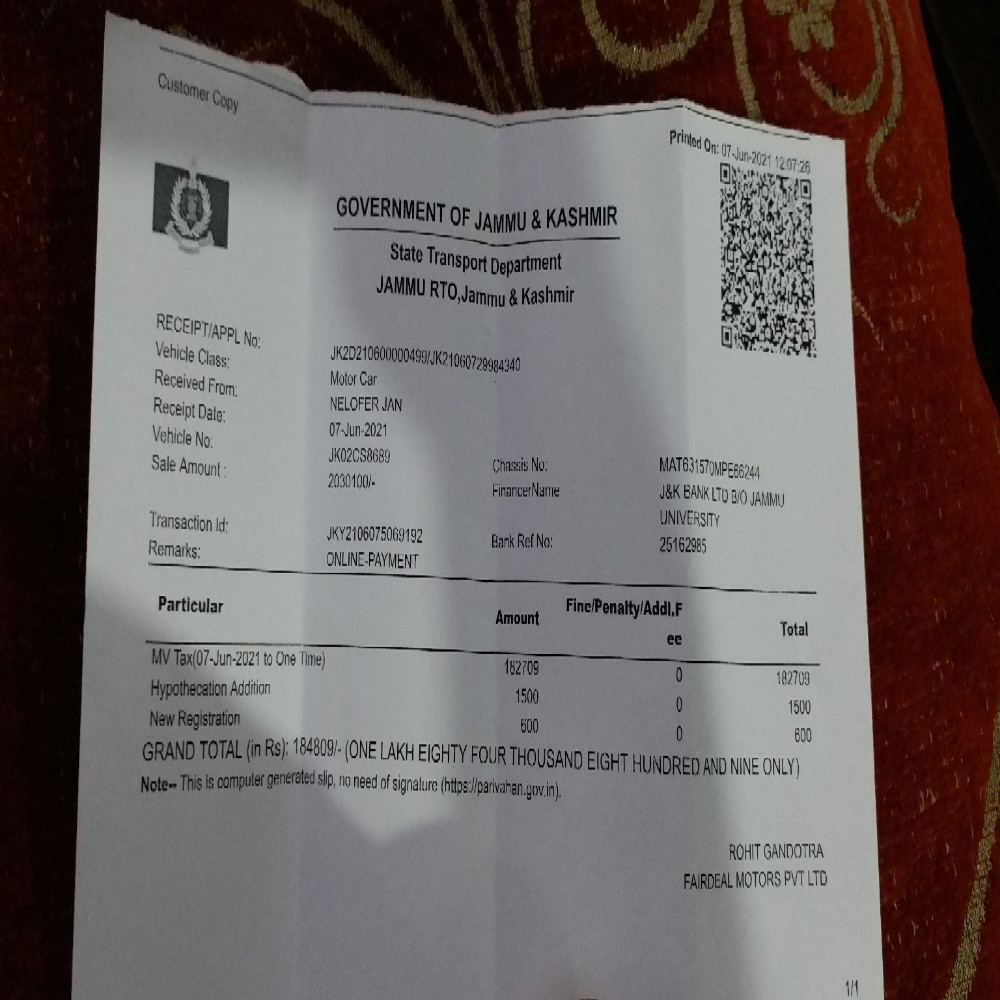 Customer Copy
Printed On: 07-Jun-2021 12:07:26
GOVERNMENT OF JAMMU & KASHMIR
State Transport Department
JAMMU RTO,Jammu & Kashmir
RECEIPT/APPL No: JK2D210600000499/JK21060729984340
Vehicle Class: Motor Car
Received From: NELOFER JAN
Receipt Date: 07-Jun-2021
Vehicle No: JK02CS8689 Chassis No: MAT631570MPE66244
Sale Amount : 2030100/- FinancerName J&K BANK LTD B/O JAMMU
UNIVERSITY
Transaction Id: JKY2106075069192 Bank Ref No: 25162985
Remarks: ONLINE-PAYMENT
Particular Amount Fine/Penalty/Addl.F Total
ee
MV Tax(07-Jun-2021 to One Time) 182709 0 182709
Hypothecation Addition 1500 0 1500
New Registration 600 0 600
GRAND TOTAL (in Rs): 184809/- (ONE LAKH EIGHTY FOUR THOUSAND EIGHT HUNDRED AND NINE ONLY)
Note-- This is computer generated slip, no need of signature (https://parivahan.gov.in).
ROHIT GANDOTRA
FAIRDEAL MOTORS PVT LTD
1/1